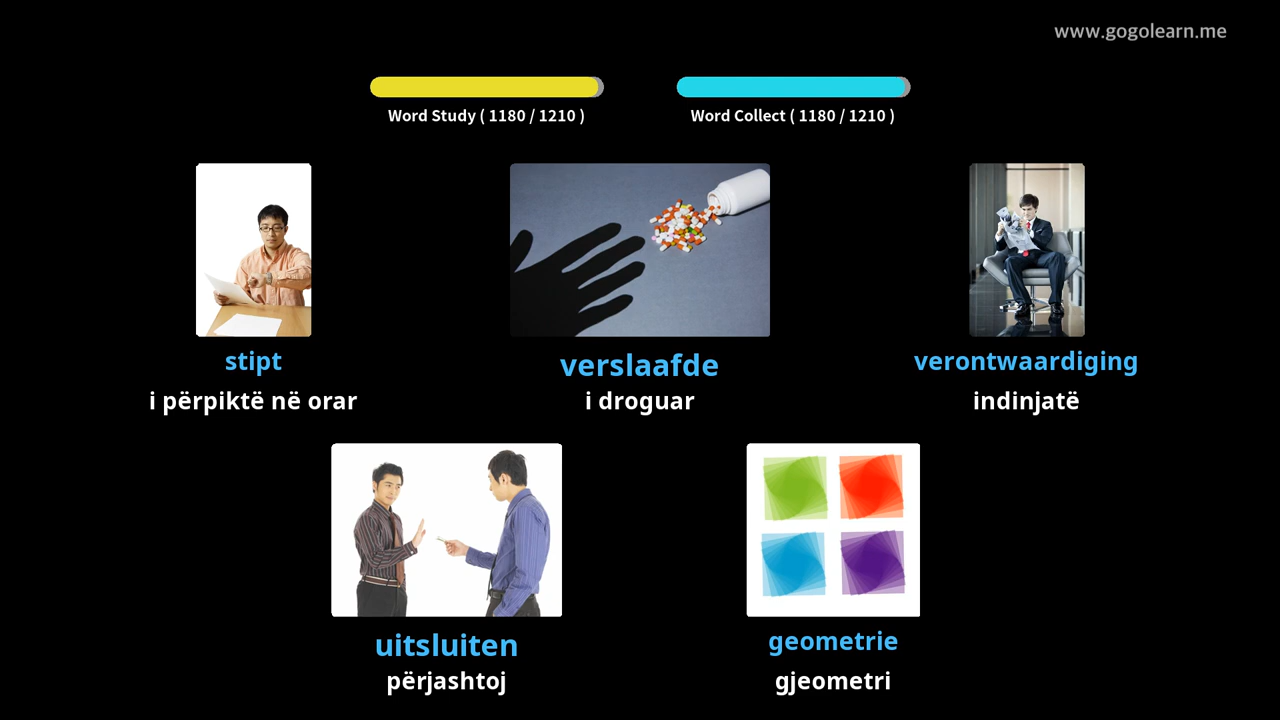 www.gogolearn.me
Word Study ( 1180 / 1210 )
Word Collect ( 1180 / 1210 )
stipt
verslaafde
verontwaardiging
i përpiktë në orar
i droguar
indinjatë
uitsluiten
geometrie
përjashtoj
gjeometri